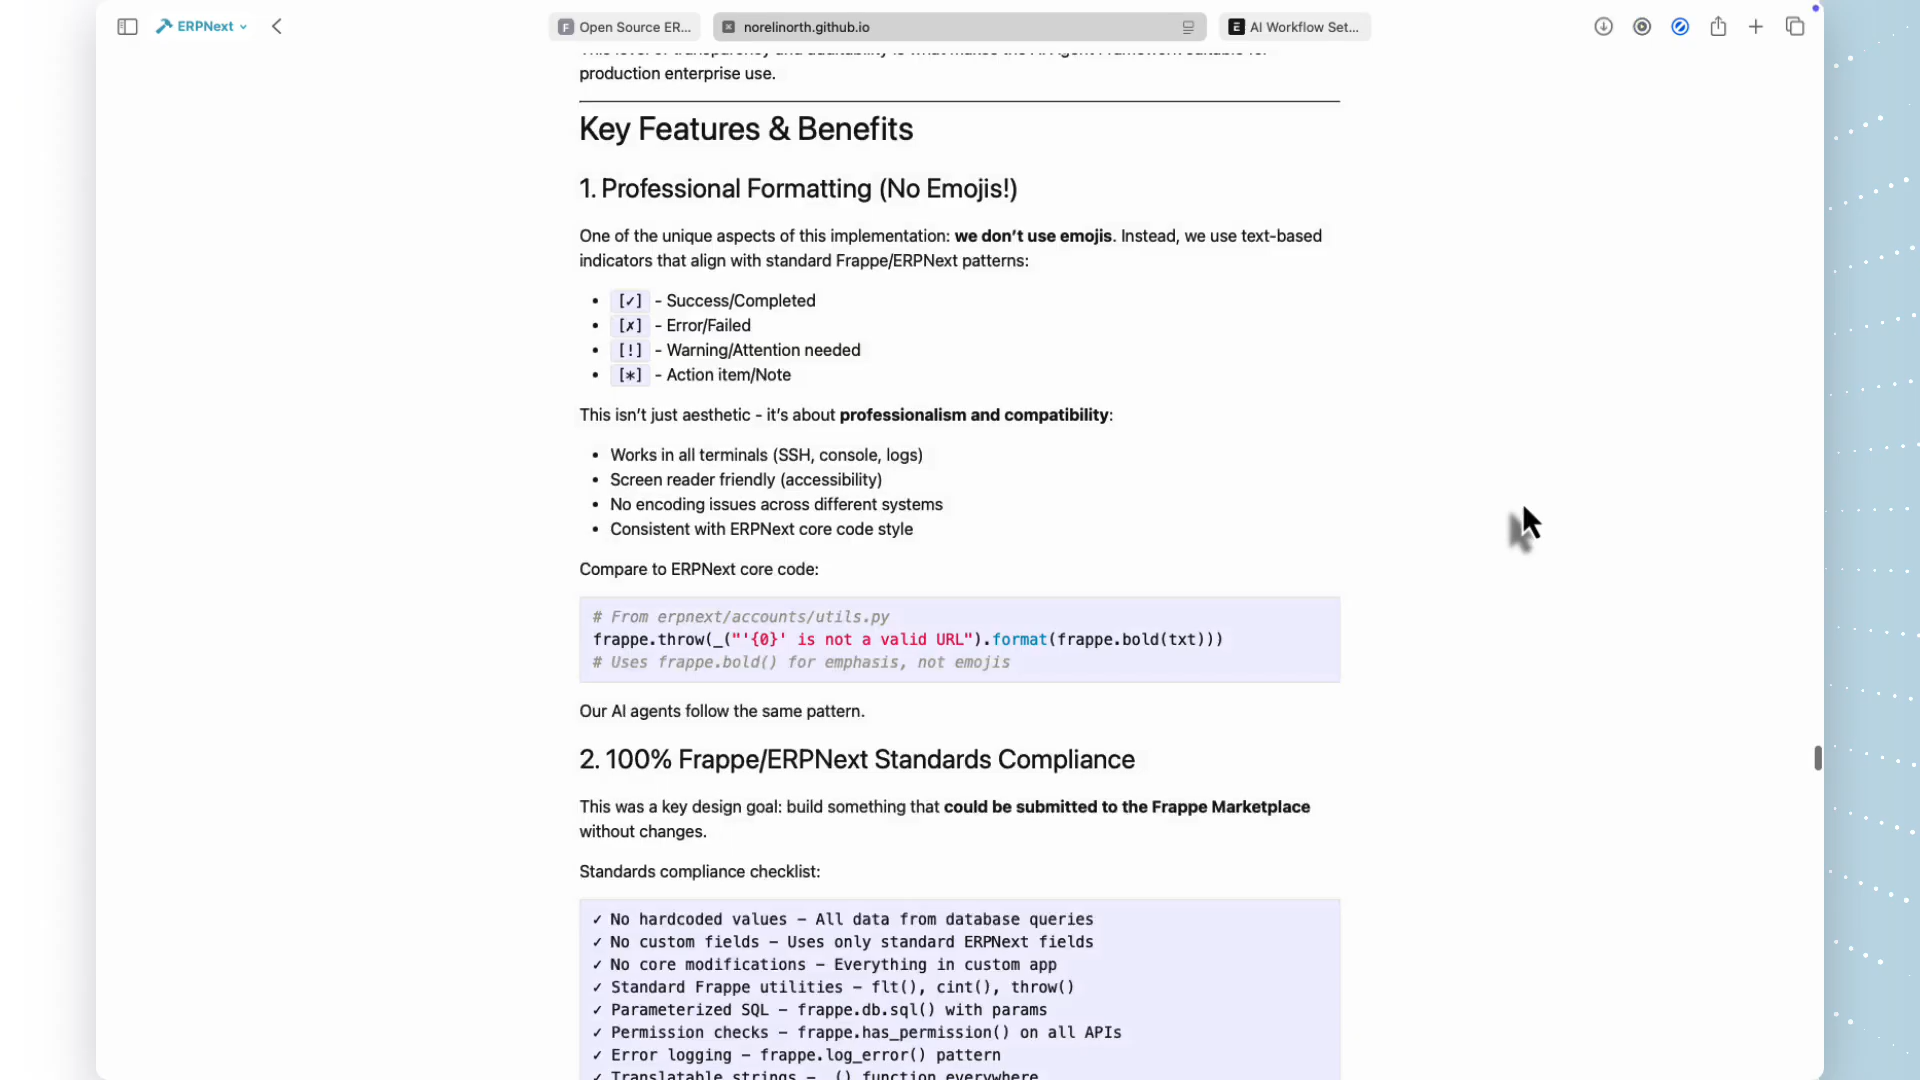 ERPNext
Open Source ER...
norelinorth.github.io
AI Workflow Set...
production enterprise use.
Key Features & Benefits
1. Professional Formatting (No Emojis!)
One of the unique aspects of this implementation: we don't use emojis. Instead, we use text-based
indicators that align with standard Frappe/ERPNext patterns:
• [✓] - Success/Completed
• [✗] - Error/Failed
• [!] - Warning/Attention needed
• [*] - Action item/Note
This isn't just aesthetic - it's about professionalism and compatibility:
• Works in all terminals (SSH, console, logs)
• Screen reader friendly (accessibility)
• No encoding issues across different systems
• Consistent with ERPNext core code style
Compare to ERPNext core code:
# From erpnext/accounts/utils.py
frappe.throw(_("'{0}' is not a valid URL").format(frappe.bold(txt)))
# Uses frappe.bold() for emphasis, not emojis
Our AI agents follow the same pattern.
2. 100% Frappe/ERPNext Standards Compliance
This was a key design goal: build something that could be submitted to the Frappe Marketplace
without changes.
Standards compliance checklist:
✓ No hardcoded values – All data from database queries
✓ No custom fields – Uses only standard ERPNext fields
✓ No core modifications – Everything in custom app
✓ Standard Frappe utilities – flt(), cint(), throw()
✓ Parameterized SQL – frappe.db.sql() with params
✓ Permission checks – frappe.has_permission() on all APIs
✓ Error logging – frappe.log_error() pattern
✓ Translatable strings – _() function everywhere